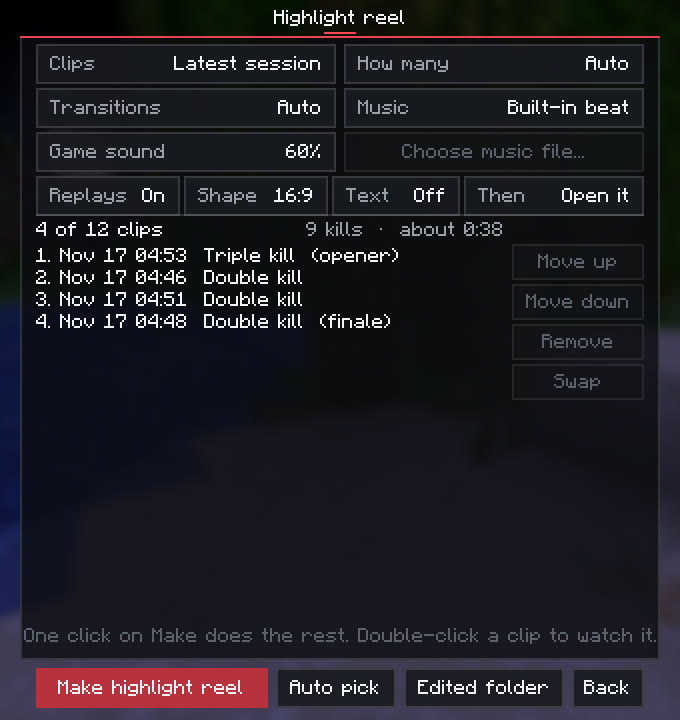 Highlight reel
Clips Latest session How many Auto
Transitions Auto Music Built-in beat
Game sound 60% Choose music file...
Replays On Shape 16:9 Text Off Then Open it
4 of 12 clips 9 kills · about 0:38
1. Nov 17 04:53 Triple kill (opener)
2. Nov 17 04:46 Double kill
3. Nov 17 04:51 Double kill
4. Nov 17 04:48 Double kill (finale)
Move up
Move down
Remove
Swap
One click on Make does the rest. Double-click a clip to watch it.
Make highlight reel Auto pick Edited folder Back